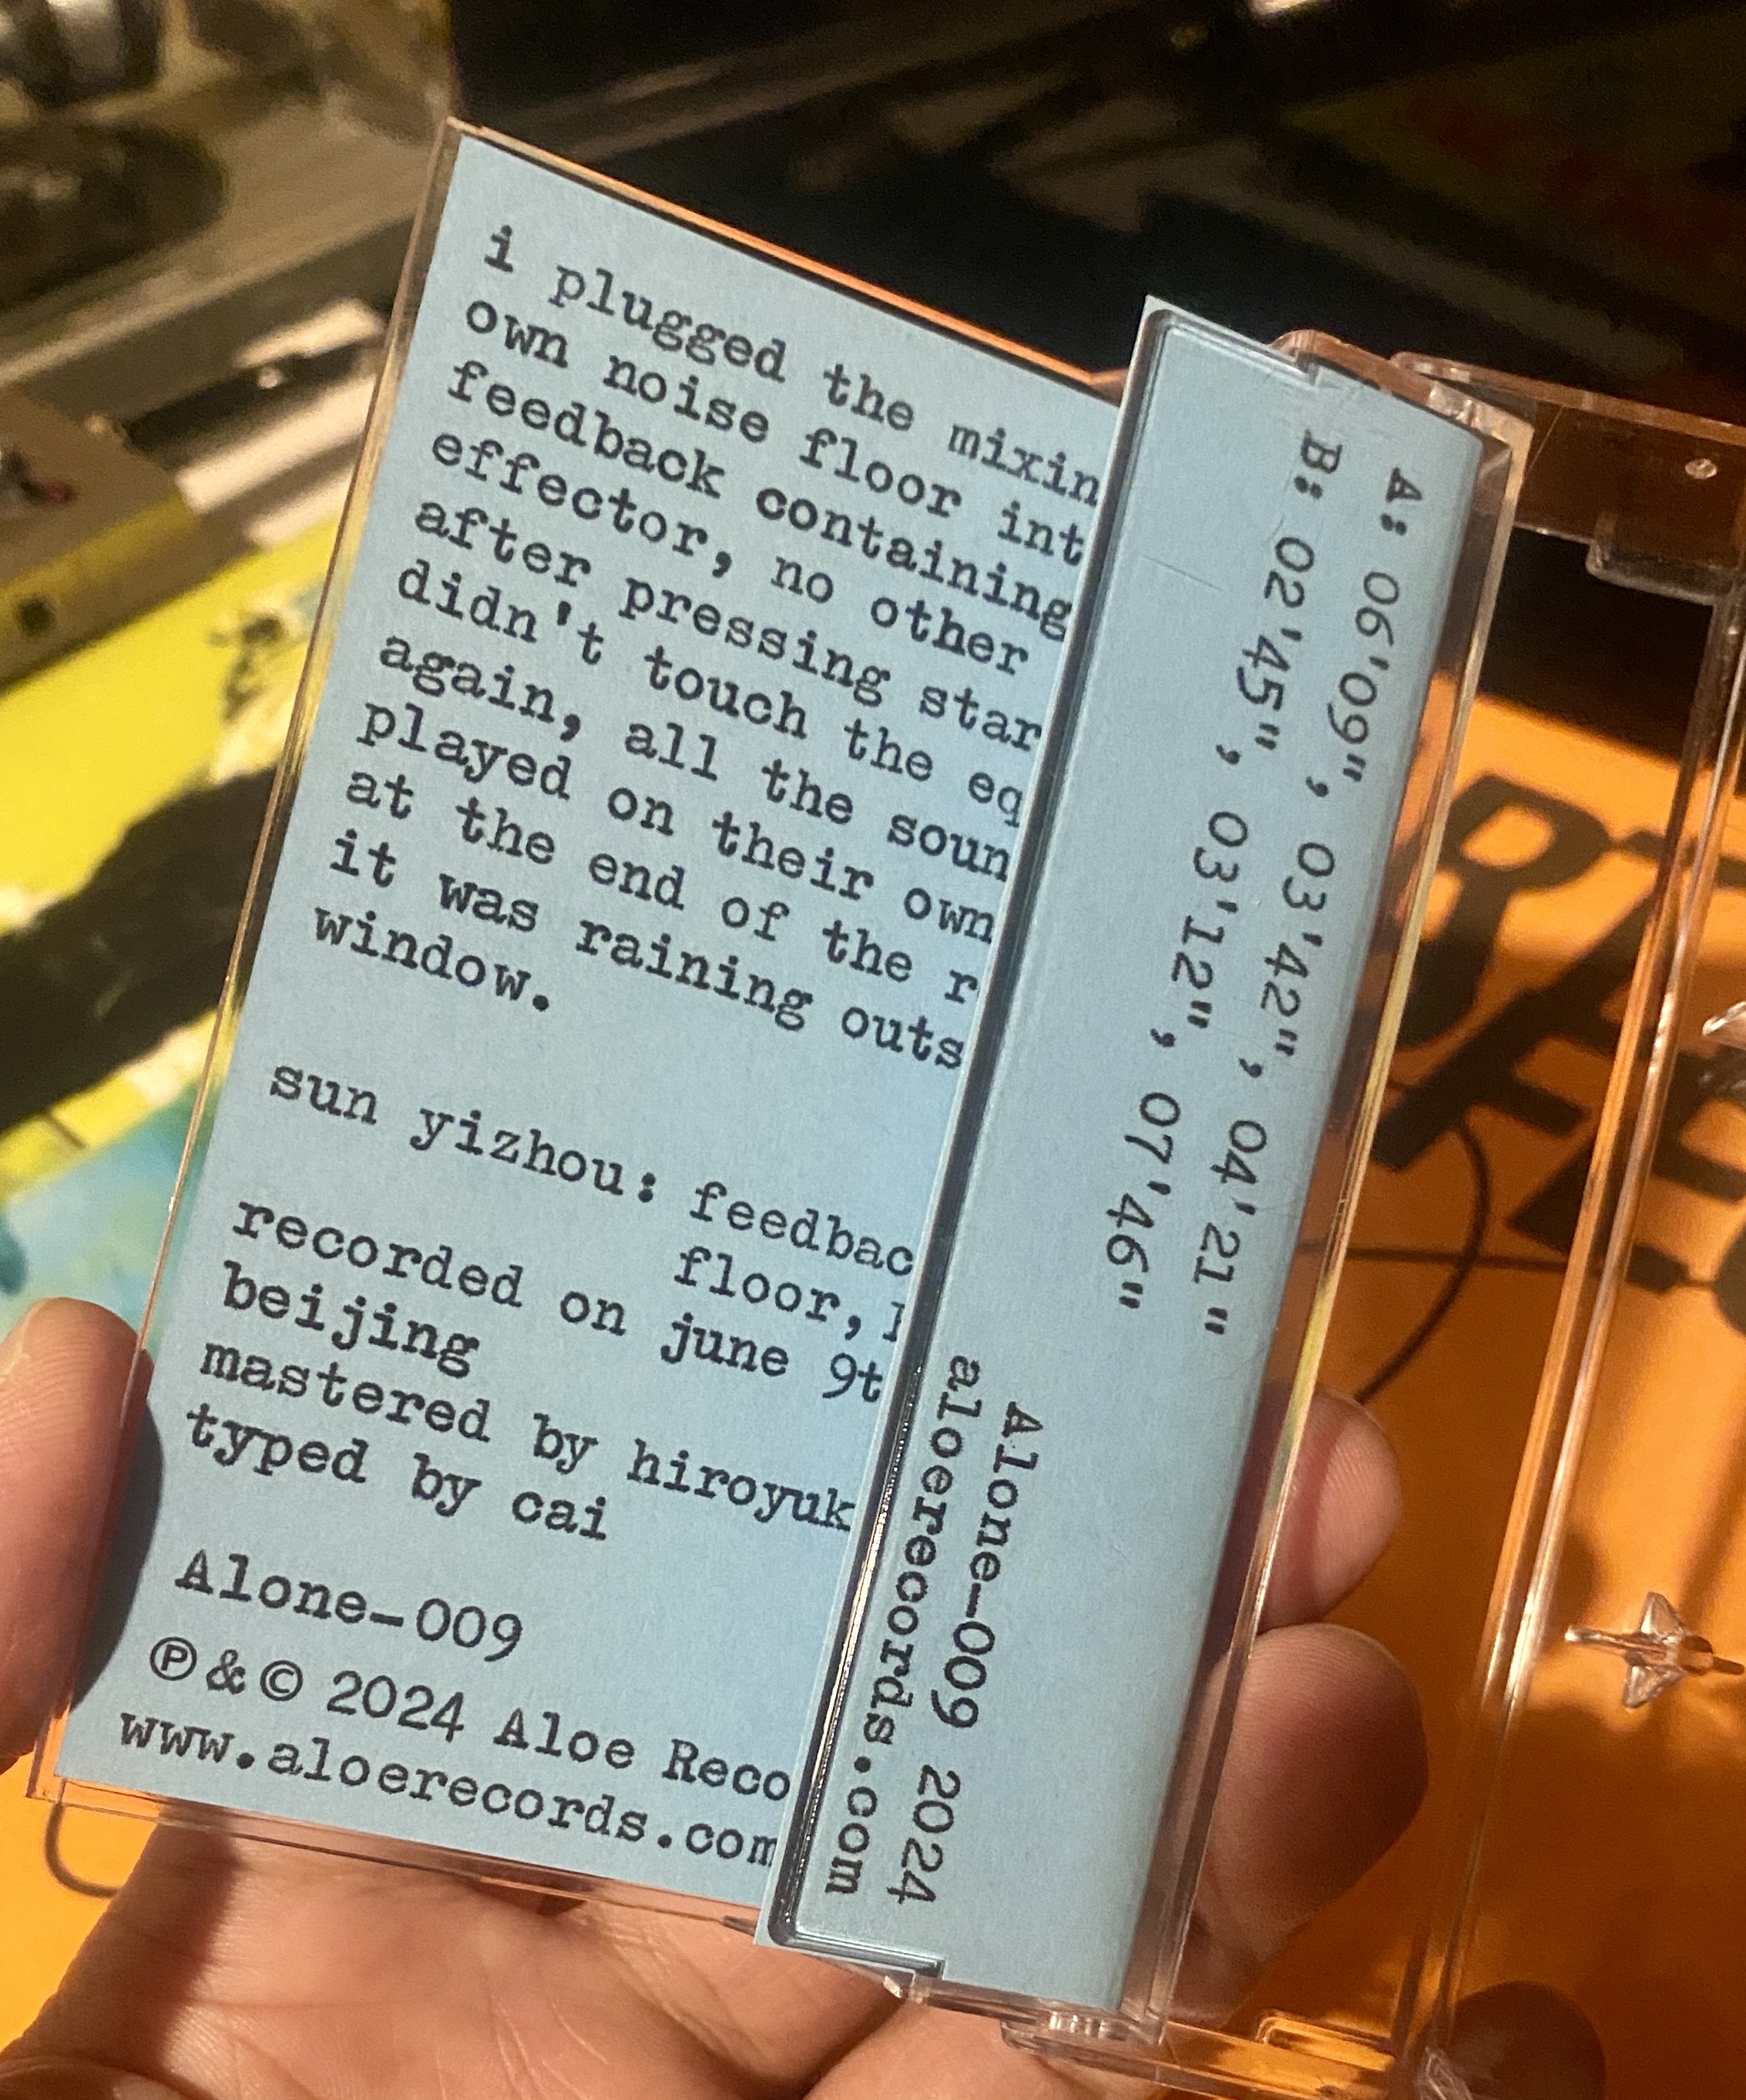 i plugged the mixin
own noise floor int
feedback containing
effector, no other
after pressing star
didn't touch the eq
again, all the soun
played on their own
at the end of the r
it was raining outs
window.
sun yizhou: feedbac
floor,
recorded on june 9t
beijing
mastered by hiroyuk
typed by cai
Alone-009
℗&© 2024 Aloe Reco
www.aloerecords.com
A: 06'09", 03'42", 04'21"
B: 02'45", 03'12", 07'46"
Alone-009 2024
aloerecords.com